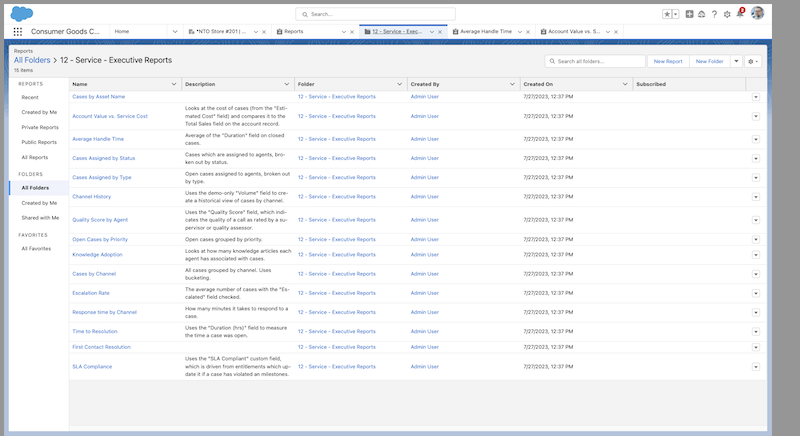 Search...
8
Consumer Goods C...
Home
*NTO Store #201 | ...
Reports
12 - Service - Exec...
Average Handle Time
Account Value vs. S...
Reports
All Folders > 12 - Service - Executive Reports
15 items
Search all folders...
New Report
New Folder
REPORTS
Recent
Created by Me
Private Reports
Public Reports
All Reports
FOLDERS
All Folders
Created by Me
Shared with Me
FAVORITES
All Favorites
Name Description Folder Created By Created On Subscribed
Cases by Asset Name 12 - Service - Executive Reports Admin User 7/27/2023, 12:37 PM
Account Value vs. Service Cost Looks at the cost of cases (from the "Esti-
mated Cost" field) and compares it to the
Total Sales field on the account record. 12 - Service - Executive Reports Admin User 7/27/2023, 12:37 PM
Average Handle Time Average of the "Duration" field on closed
cases. 12 - Service - Executive Reports Admin User 7/27/2023, 12:37 PM
Cases Assigned by Status Cases which are assigned to agents, bro-
ken out by status. 12 - Service - Executive Reports Admin User 7/27/2023, 12:37 PM
Cases Assigned by Type Open cases assigned to agents, broken out
by type. 12 - Service - Executive Reports Admin User 7/27/2023, 12:37 PM
Channel History Uses the demo-only "Volume" field to cre-
ate a historical view of cases by channel. 12 - Service - Executive Reports Admin User 7/27/2023, 12:37 PM
Quality Score by Agent Uses the "Quality Score" field, which indi-
cates the quality of a call as rated by a su-
pervisor or quality assessor. 12 - Service - Executive Reports Admin User 7/27/2023, 12:37 PM
Open Cases by Priority Open cases grouped by priority. 12 - Service - Executive Reports Admin User 7/27/2023, 12:37 PM
Knowledge Adoption Looks at how many knowledge articles each
agent has associated with cases. 12 - Service - Executive Reports Admin User 7/27/2023, 12:37 PM
Cases by Channel All cases grouped by channel. Uses
bucketing. 12 - Service - Executive Reports Admin User 7/27/2023, 12:37 PM
Escalation Rate The average number of cases with the "Es-
calated" field checked. 12 - Service - Executive Reports Admin User 7/27/2023, 12:37 PM
Response time by Channel How many minutes it takes to respond to a
case. 12 - Service - Executive Reports Admin User 7/27/2023, 12:37 PM
Time to Resolution Uses the "Duration (hrs)" field to measure
the time a case was open. 12 - Service - Executive Reports Admin User 7/27/2023, 12:37 PM
First Contact Resolution 12 - Service - Executive Reports Admin User 7/27/2023, 12:37 PM
SLA Compliance Uses the "SLA Compliant" custom field,
which is driven from entitlements which up-
date it if a case has violated an milestones. 12 - Service - Executive Reports Admin User 7/27/2023, 12:37 PM